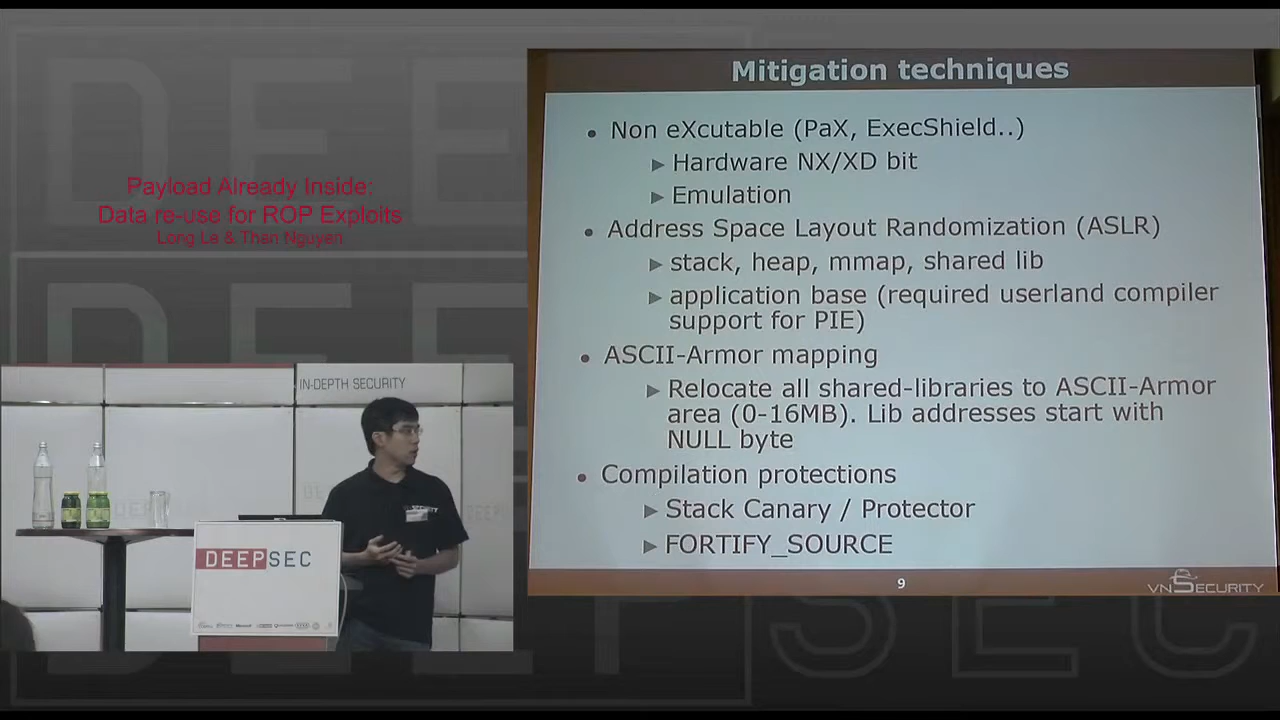 Payload Already Inside:
Data re-use for ROP Exploits
Long Le & Than Nguyen
IN-DEPTH SECURITY
DEEPSEC
Mitigation techniques
Non eXcutable (PaX, ExecShield..)
Hardware NX/XD bit
Emulation
Address Space Layout Randomization (ASLR)
stack, heap, mmap, shared lib
application base (required userland compiler
support for PIE)
ASCII-Armor mapping
Relocate all shared-libraries to ASCII-Armor
area (0-16MB). Lib addresses start with
NULL byte
Compilation protections
Stack Canary / Protector
FORTIFY_SOURCE
9
VNSECURITY